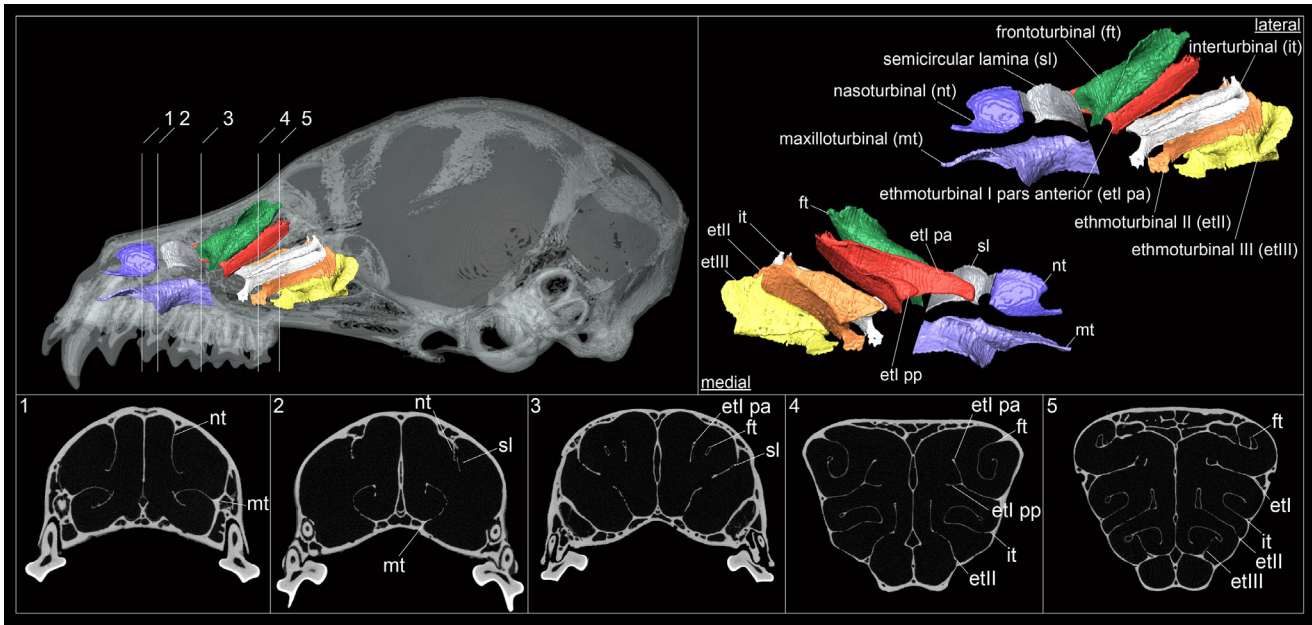 1 2 3 4 5
lateral
frontoturbinal (ft)
interturbinal (it)
semicircular lamina (sl)
nasoturbinal (nt)
maxilloturbinal (mt)
ethmoturbinal I pars anterior (etI pa)
ethmoturbinal II (etII)
ethmoturbinal III (etIII)
ft
it
etI pa
etII
sl
etIII
nt
mt
etI pp
medial
1
nt
mt
2
nt
sl
mt
3
etI pa
ft
sl
4
etI pa
ft
etI pp
it
etII
5
ft
etI
it
etII
etIII